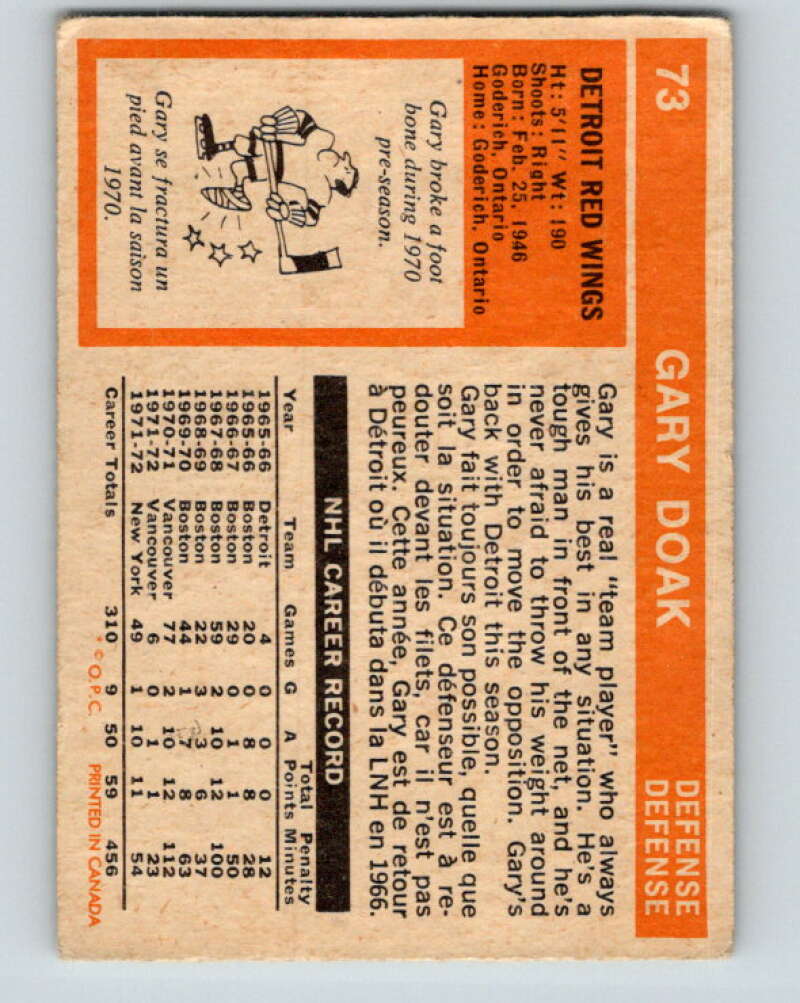 73 GARY DOAK DEFENSE
DEFENSE
DETROIT RED WINGS
Ht: 5'11" Wt: 190
Shoots: Right
Born: Feb. 25, 1946
Goderich, Ontario
Home: Goderich, Ontario
Gary broke a foot
bone during 1970
pre-season.
Gary se fractura un
pied avant la saison
1970.
Gary is a real "team player" who always
gives his best in any situation. He's a
tough man in front of the net, and he's
never afraid to throw his weight around
in order to move the opposition. Gary's
back with Detroit this season.
Gary fait toujours son possible, quelle que
soit la situation. Ce défenseur est à re-
douter devant les filets, car il n'est pas
peureux. Cette année, Gary est de retour
à Détroit où il débuta dans la LNH en 1966.
NHL CAREER RECORD
Total Penalty
Year Team Games G A Points Minutes
1965-66 Detroit 4 0 0 0 12
1965-66 Boston 20 0 8 8 28
1966-67 Boston 29 0 1 1 50
1967-68 Boston 59 2 10 12 100
1968-69 Boston 22 3 3 6 37
1969-70 Boston 44 1 7 8 63
1970-71 Vancouver 77 2 10 12 112
1971-72 Vancouver 6 0 1 1 23
1971-72 New York 49 1 10 11 54
Career Totals 310 9 50 59 456
* © O.P.C. PRINTED IN CANADA